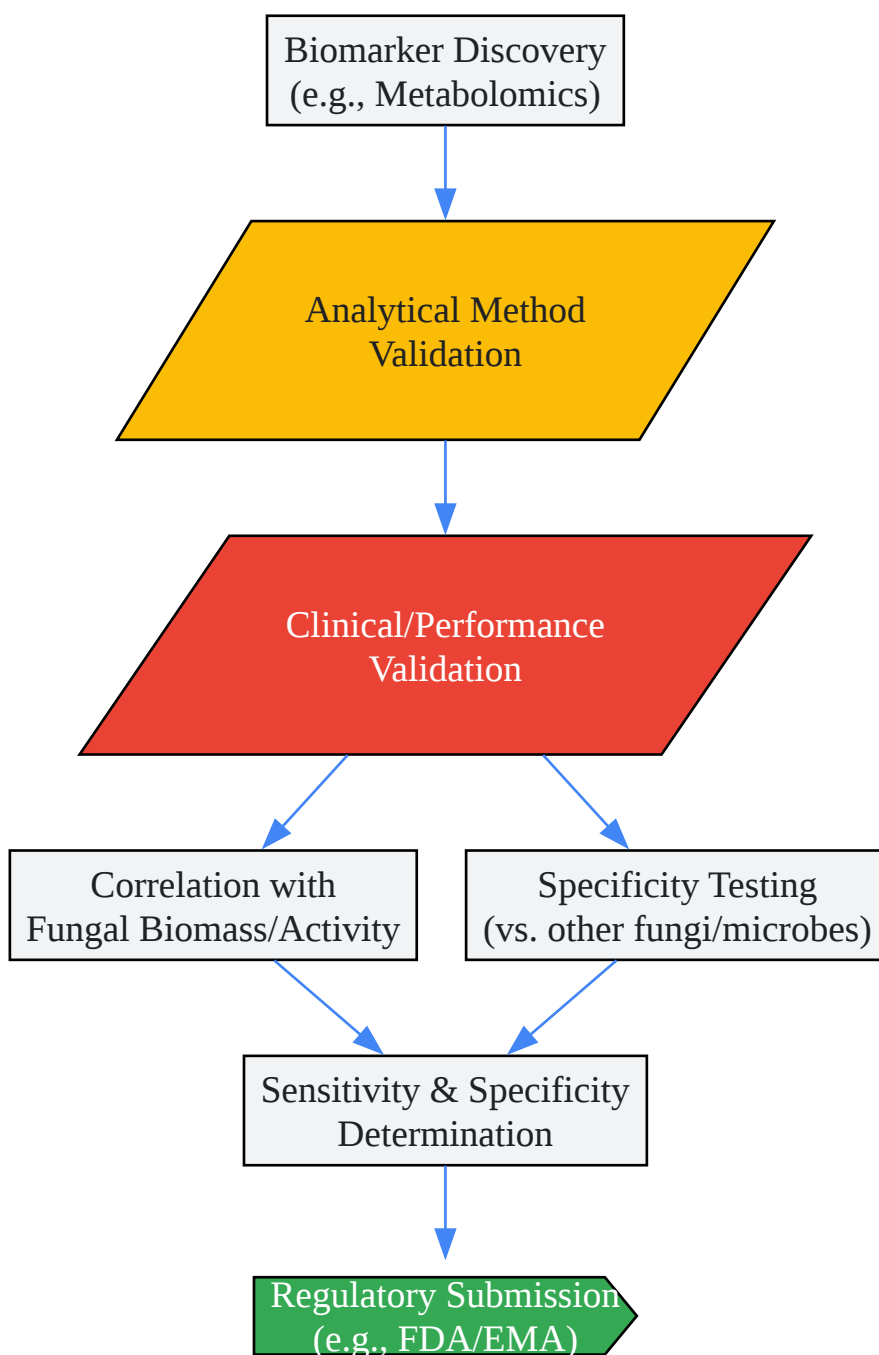 Biomarker Discovery
(e.g., Metabolomics)
Analytical Method
Validation
Clinical/Performance
Validation
Correlation with
Fungal Biomass/Activity
Specificity Testing
(vs. other fungi/microbes)
Sensitivity & Specificity
Determination
Regulatory Submission
(e.g., FDA/EMA)